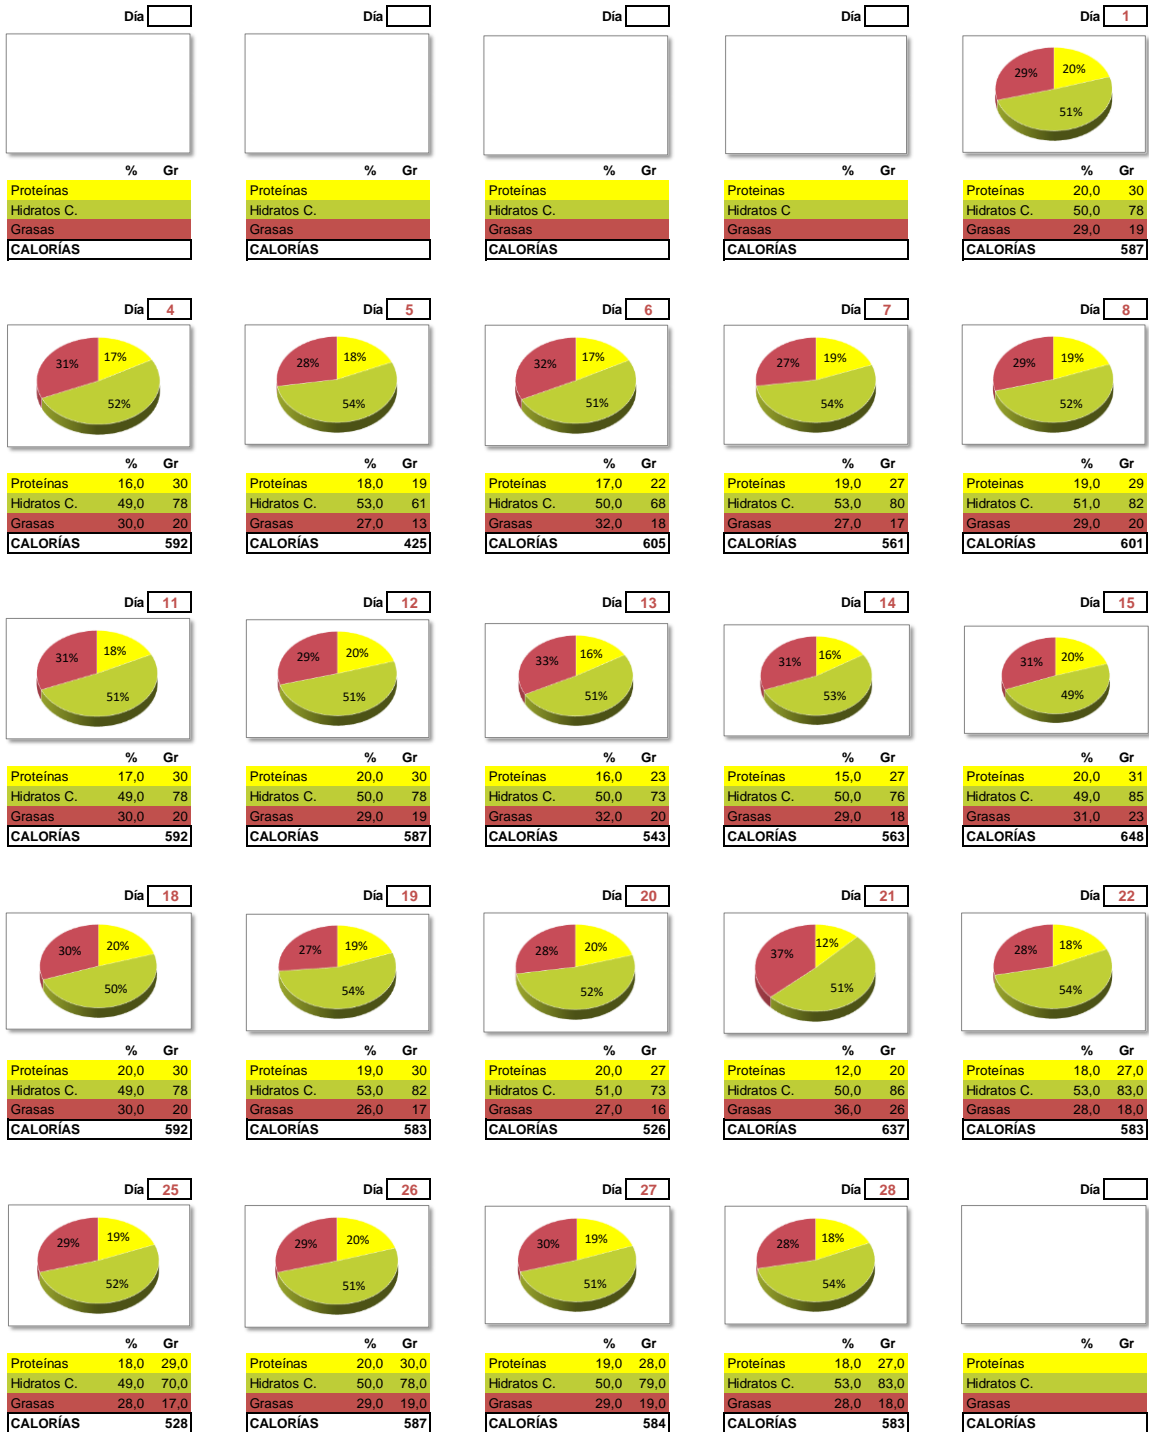 Día Día Día Día Día 1
29% 20%
51%
% Gr % Gr % Gr % Gr % Gr
Proteínas Proteínas Proteínas Proteinas Proteínas 20,0 30
Hidratos C. Hidratos C. Hidratos C. Hidratos C Hidratos C. 50,0 78
Grasas Grasas Grasas Grasas Grasas 29,0 19
CALORÍAS CALORÍAS CALORÍAS CALORÍAS CALORÍAS 587
Día 4 Día 5 Día 6 Día 7 Día 8
31% 17% 28% 18% 32% 17% 27% 19% 29% 19%
52% 54% 51% 54% 52%
% Gr % Gr % Gr % Gr % Gr
Proteínas 16,0 30 Proteínas 18,0 19 Proteínas 17,0 22 Proteinas 19,0 27 Proteínas 19,0 29
Hidratos C. 49,0 78 Hidratos C. 53,0 61 Hidratos C. 50,0 68 Hidratos C. 53,0 80 Hidratos C. 51,0 82
Grasas 30,0 20 Grasas 27,0 13 Grasas 32,0 18 Grasas 27,0 17 Grasas 29,0 20
CALORÍAS 592 CALORÍAS 425 CALORÍAS 605 CALORÍAS 561 CALORÍAS 601
Día 11 Día 12 Día 13 Día 14 Día 15
31% 18% 29% 20% 33% 16% 31% 16% 31% 20%
51% 51% 51% 53% 49%
% Gr % Gr % Gr % Gr % Gr
Proteínas 17,0 30 Proteínas 20,0 30 Proteínas 16,0 23 Proteínas 15,0 27 Proteínas 20,0 31
Hidratos C. 49,0 78 Hidratos C. 50,0 78 Hidratos C. 50,0 73 Hidratos C. 50,0 76 Hidratos C. 49,0 85
Grasas 30,0 20 Grasas 29,0 19 Grasas 32,0 20 Grasas 29,0 18 Grasas 31,0 23
CALORÍAS 592 CALORÍAS 587 CALORÍAS 543 CALORÍAS 563 CALORÍAS 648
Día 18 Día 19 Día 20 Día 21 Día 22
30% 20% 27% 19% 28% 20% 37% 12% 28% 18%
50% 54% 52% 51% 54%
% Gr % Gr % Gr % Gr % Gr
Proteínas 20,0 30 Proteínas 19,0 30 Proteínas 20,0 27 Proteínas 12,0 20 Proteínas 18,0 27,0
Hidratos C. 49,0 78 Hidratos C. 53,0 82 Hidratos C. 51,0 73 Hidratos C. 50,0 86 Hidratos C. 53,0 83,0
Grasas 30,0 20 Grasas 26,0 17 Grasas 27,0 16 Grasas 36,0 26 Grasas 28,0 18,0
CALORÍAS 592 CALORÍAS 583 CALORÍAS 526 CALORÍAS 637 CALORÍAS 583
Día 25 Día 26 Día 27 Día 28 Día
29% 19% 29% 20% 30% 19% 28% 18%
52% 51% 51% 54%
% Gr % Gr % Gr % Gr % Gr
Proteínas 18,0 29,0 Proteínas 20,0 30,0 Proteínas 19,0 28,0 Proteínas 18,0 27,0 Proteínas
Hidratos C. 49,0 70,0 Hidratos C. 50,0 78,0 Hidratos C. 50,0 79,0 Hidratos C. 53,0 83,0 Hidratos C.
Grasas 28,0 17,0 Grasas 29,0 19,0 Grasas 29,0 19,0 Grasas 28,0 18,0 Grasas
CALORÍAS 528 CALORÍAS 587 CALORÍAS 584 CALORÍAS 583 CALORÍAS